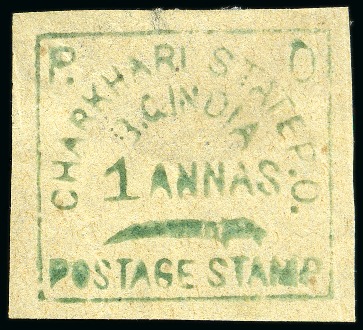 P. O
CHARKHARI STATE P.O.
B.C. INDIA
1 ANNAS
POSTAGE STAMP